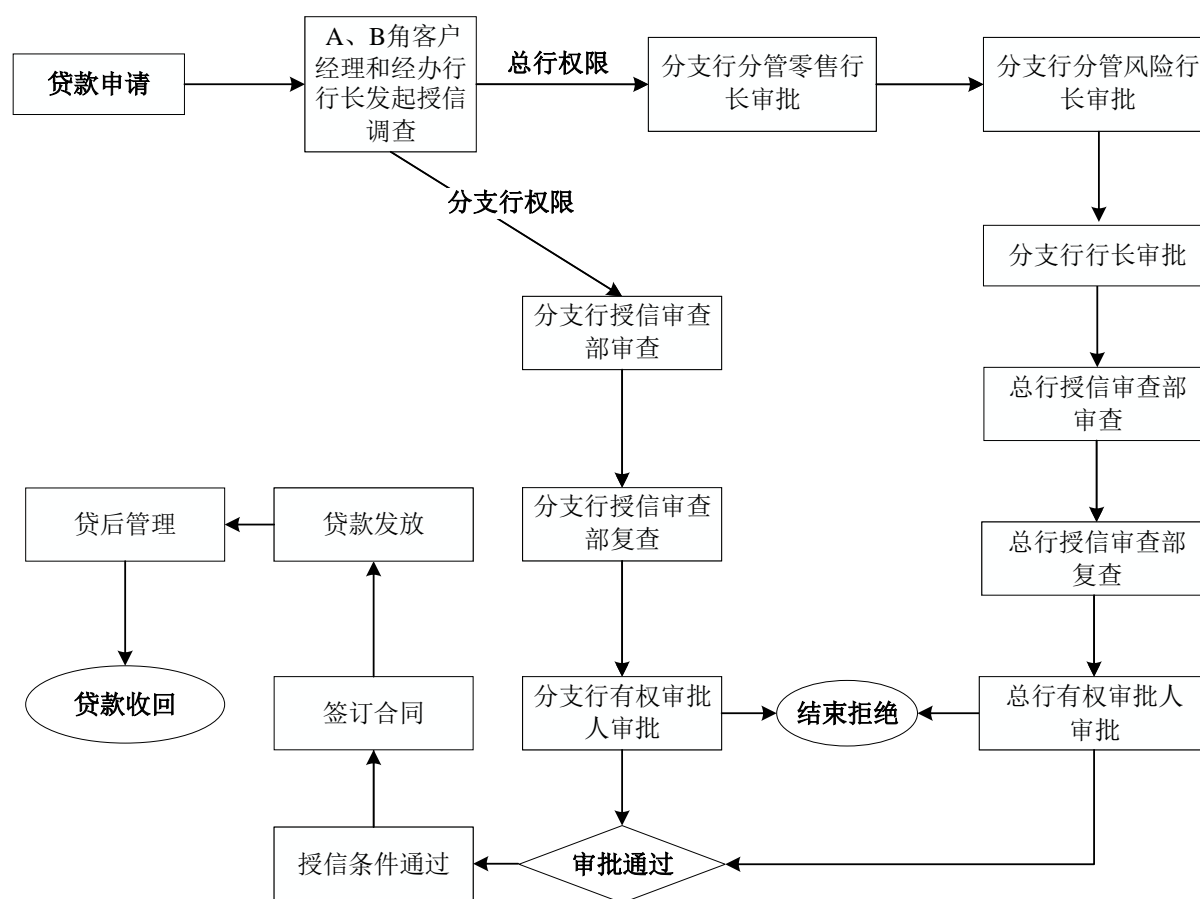 贷款申请
A、B角客户
经理和经办行
行长发起授信
调查
总行权限
分支行分管零售行
长审批
分支行分管风险行
长审批
分支行权限
分支行行长审批
分支行授信审查
部审查
总行授信审查部
审查
贷后管理
贷款发放
分支行授信审查
部复查
总行授信审查部
复查
贷款收回
签订合同
分支行有权审批
人审批
结束拒绝
总行有权审批人
审批
授信条件通过
审批通过